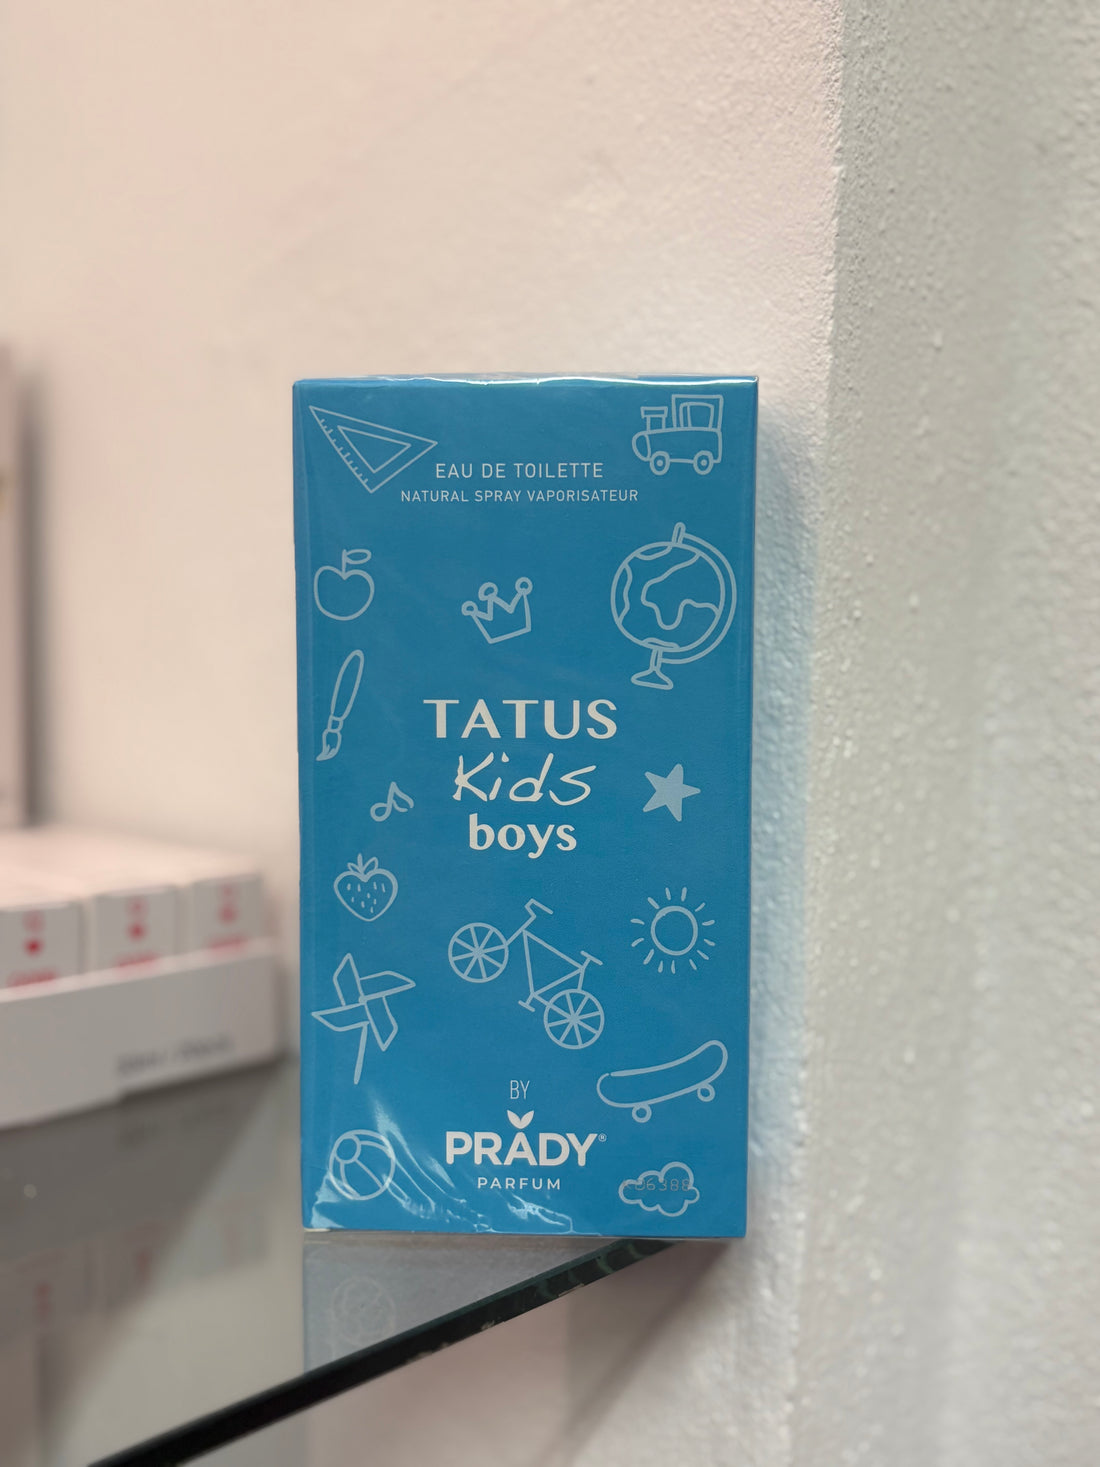 EAU DE TOILETTE
NATURAL SPRAY VAPORISATEUR
TATUS
Kids
boys
BY
PRADY®
PARFUM